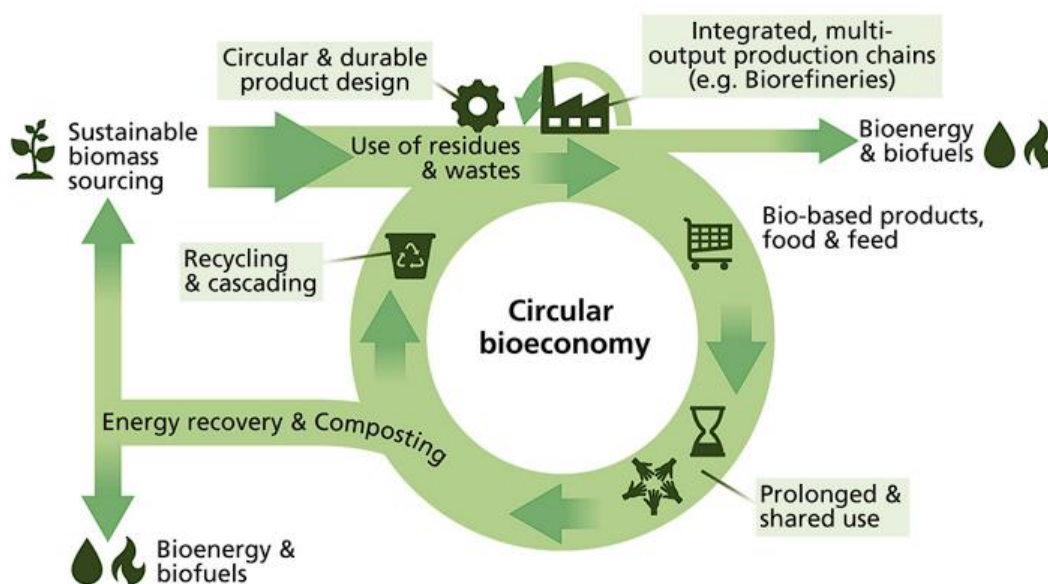 Circular & durable
product design
Integrated, multi-
output production chains
(e.g. Biorefineries)
Sustainable
biomass
sourcing
Use of residues
& wastes
Bioenergy
& biofuels
Bio-based products,
food & feed
Recycling
& cascading
Circular
bioeconomy
Energy recovery & Composting
Prolonged &
shared use
Bioenergy &
biofuels